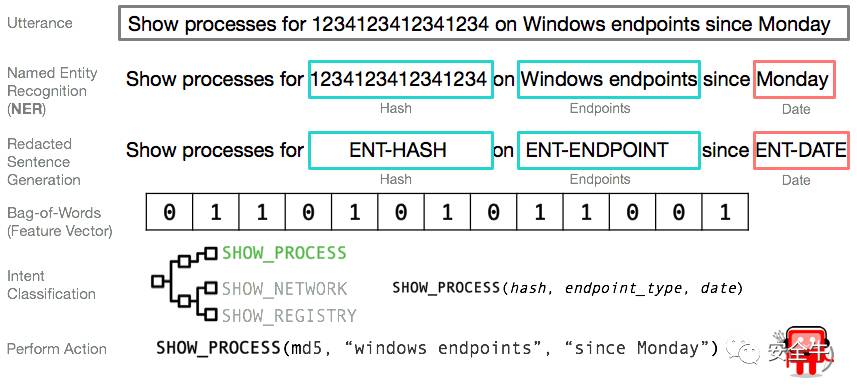 Utterance Show processes for 1234123412341234 on Windows endpoints since Monday
Named Entity Recognition (NER) Show processes for 1234123412341234 on Windows endpoints since Monday
Hash Endpoints Date
Redacted Sentence Generation Show processes for ENT-HASH on ENT-ENDPOINT since ENT-DATE
Hash Endpoints Date
Bag-of-Words (Feature Vector) 0 1 1 0 1 0 1 0 1 1 0 0 1
SHOW_PROCESS
Intent Classification SHOW_NETWORK SHOW_PROCESS(hash, endpoint_type, date)
SHOW_REGISTRY
Perform Action SHOW_PROCESS(md5, “windows endpoints”, “since Monday”)
安全牛